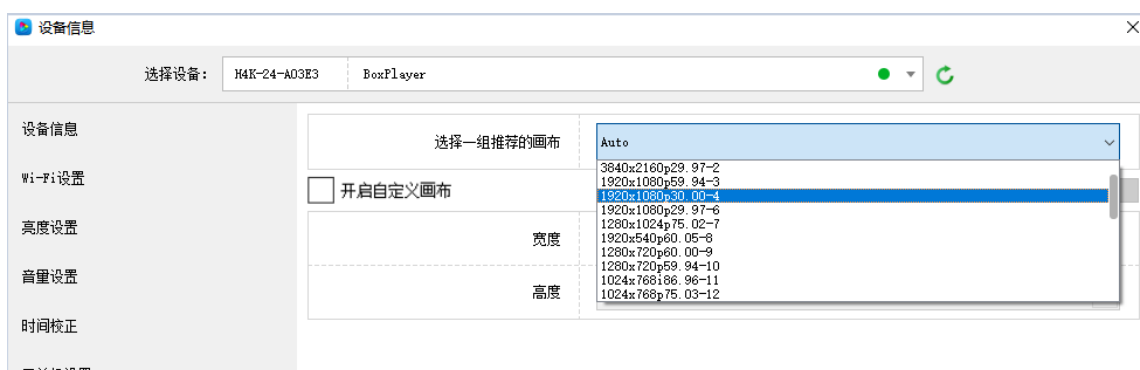 设备信息
选择设备: H4K-24-A03E3 BoxPlayer
设备信息
选择一组推荐的画布 Auto
3840x2160p29.97-2
1920x1080p59.94-3
1920x1080p30.00-4
1920x1080p29.97-6
1280x1024p75.02-7
1920x540p60.05-8
1280x720p60.00-9
1280x720p59.94-10
1024x768i86.96-11
1024x768p75.03-12
Wi-Fi设置
开启自定义画布
亮度设置
宽度
音量设置
高度
时间校正